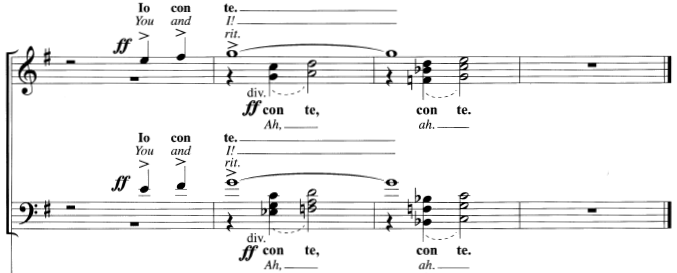 Io con te.
You and I!
rit.
ff
div.
ff con te, con te.
Ah, ah.
Io con te.
You and I!
rit.
ff
div.
ff con te, con te.
Ah, ah.